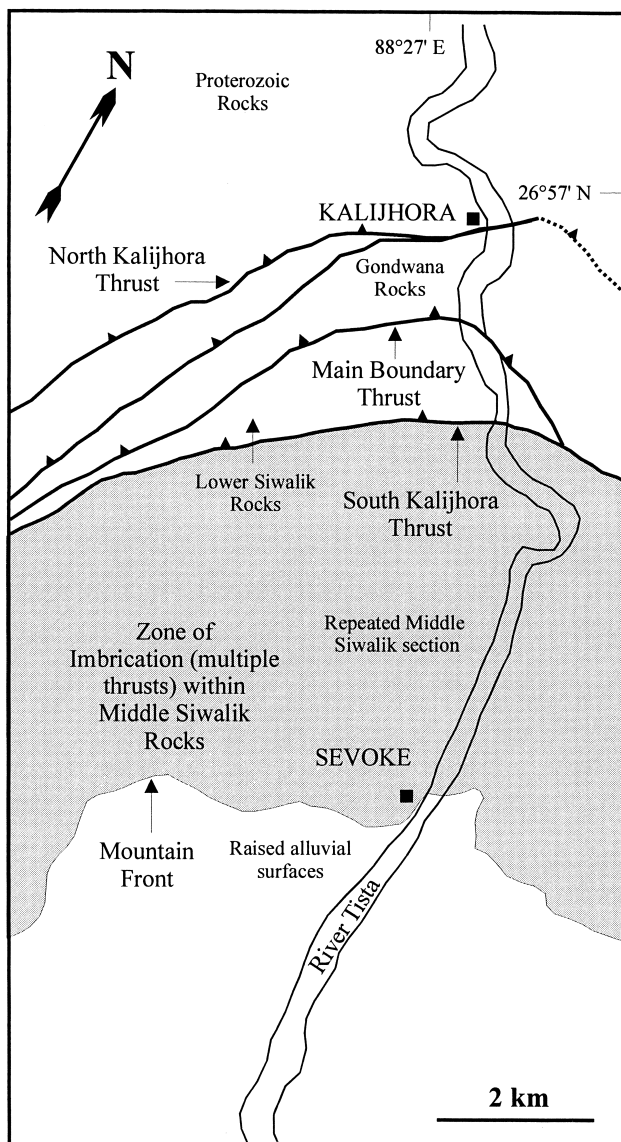 88°27' E
N
Proterozoic
Rocks
26°57' N
KALIJHORA
North Kalijhora
Thrust
Gondwana
Rocks
Main Boundary
Thrust
Lower Siwalik
Rocks
South Kalijhora
Thrust
Repeated Middle
Siwalik section
Zone of
Imbrication (multiple
thrusts) within
Middle Siwalik
Rocks
SEVOKE
Mountain
Front
Raised alluvial
surfaces
River Tista
2 km